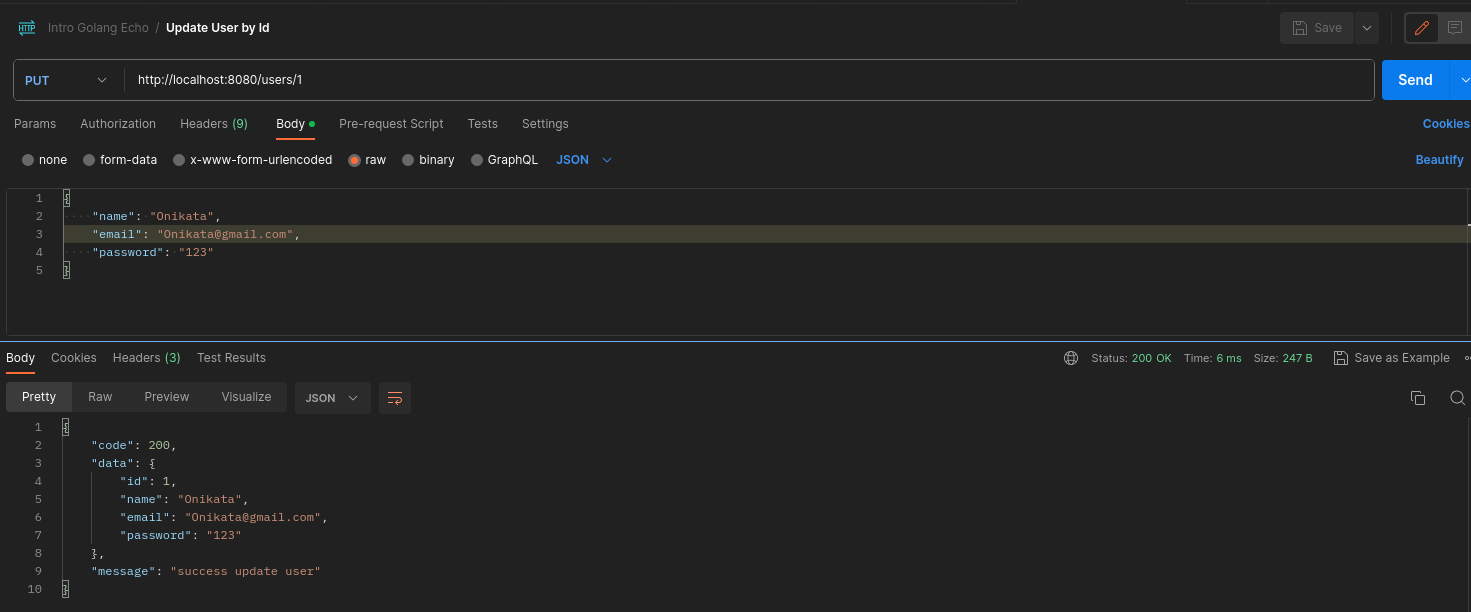 HTTP Intro Golang Echo / Update User by Id Save
PUT http://localhost:8080/users/1 Send
Params Authorization Headers (9) Body Pre-request Script Tests Settings Cookies
none form-data x-www-form-urlencoded raw binary GraphQL JSON Beautify
1 {
2 "name": "Onikata",
3 "email": "Onikata@gmail.com",
4 "password": "123"
5 }
Body Cookies Headers (3) Test Results Status: 200 OK Time: 6 ms Size: 247 B Save as Example
Pretty Raw Preview Visualize JSON
1 {
2 "code": 200,
3 "data": {
4 "id": 1,
5 "name": "Onikata",
6 "email": "Onikata@gmail.com",
7 "password": "123"
8 },
9 "message": "success update user"
10 }